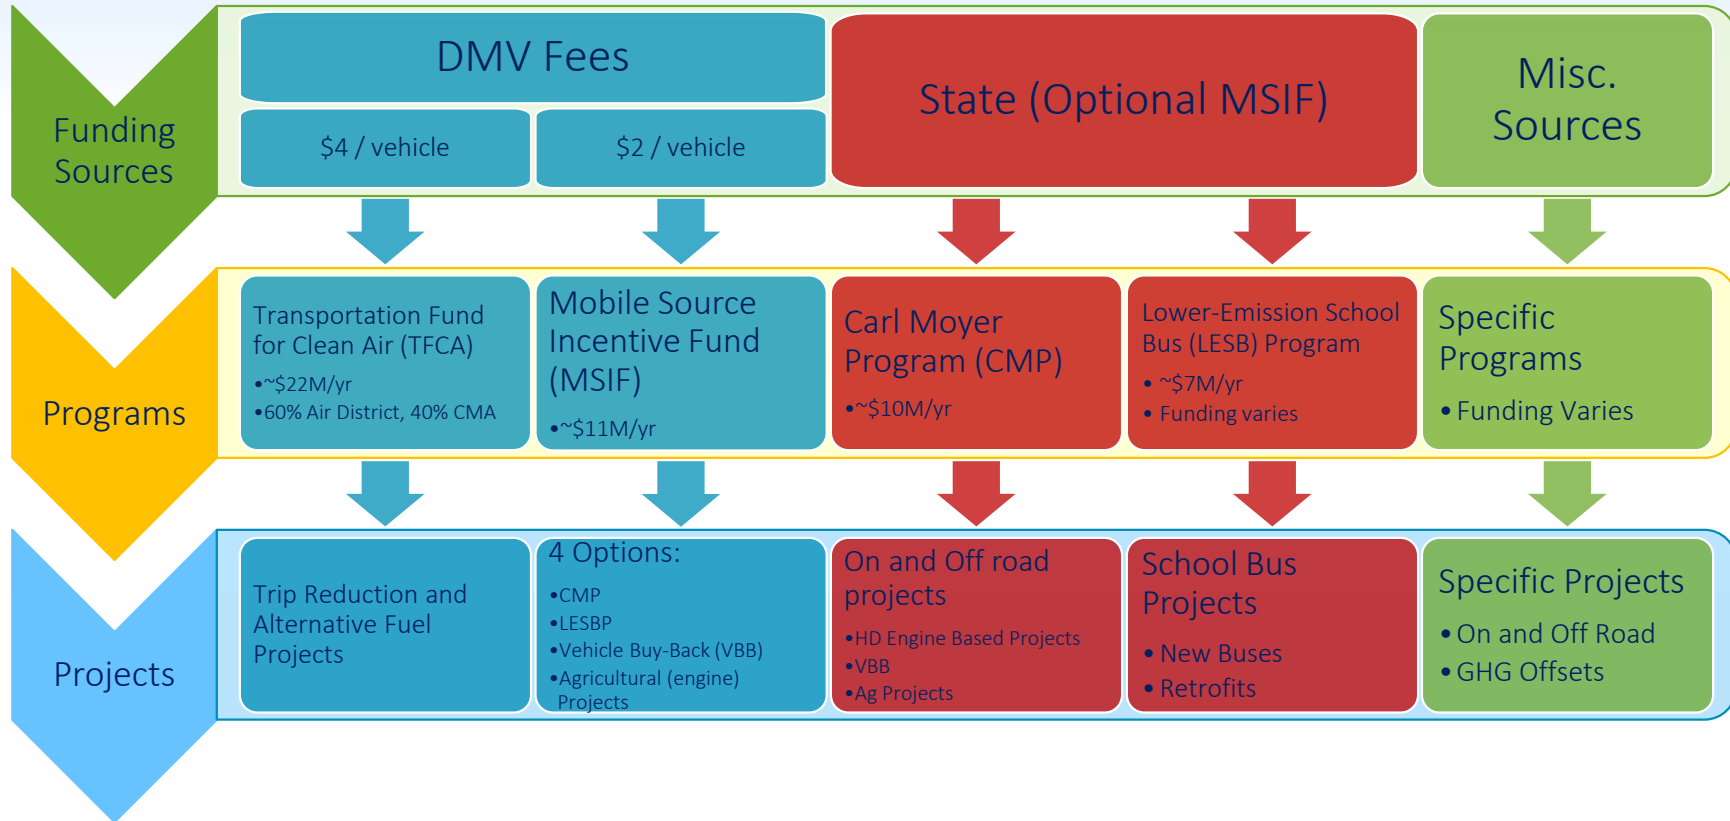 Funding
Sources
DMV Fees
$4 / vehicle
$2 / vehicle
State (Optional MSIF)
Misc.
Sources
Programs
Transportation Fund
for Clean Air (TFCA)
•~$22M/yr
•60% Air District, 40% CMA
Mobile Source
Incentive Fund
(MSIF)
•~$11M/yr
Carl Moyer
Program (CMP)
•~$10M/yr
Lower-Emission School
Bus (LESB) Program
• ~$7M/yr
• Funding varies
Specific
Programs
• Funding Varies
Projects
Trip Reduction and
Alternative Fuel
Projects
4 Options:
•CMP
•LESBP
•Vehicle Buy-Back (VBB)
•Agricultural (engine)
Projects
On and Off road
projects
•HD Engine Based Projects
•VBB
•Ag Projects
School Bus
Projects
• New Buses
• Retrofits
Specific Projects
• On and Off Road
• GHG Offsets